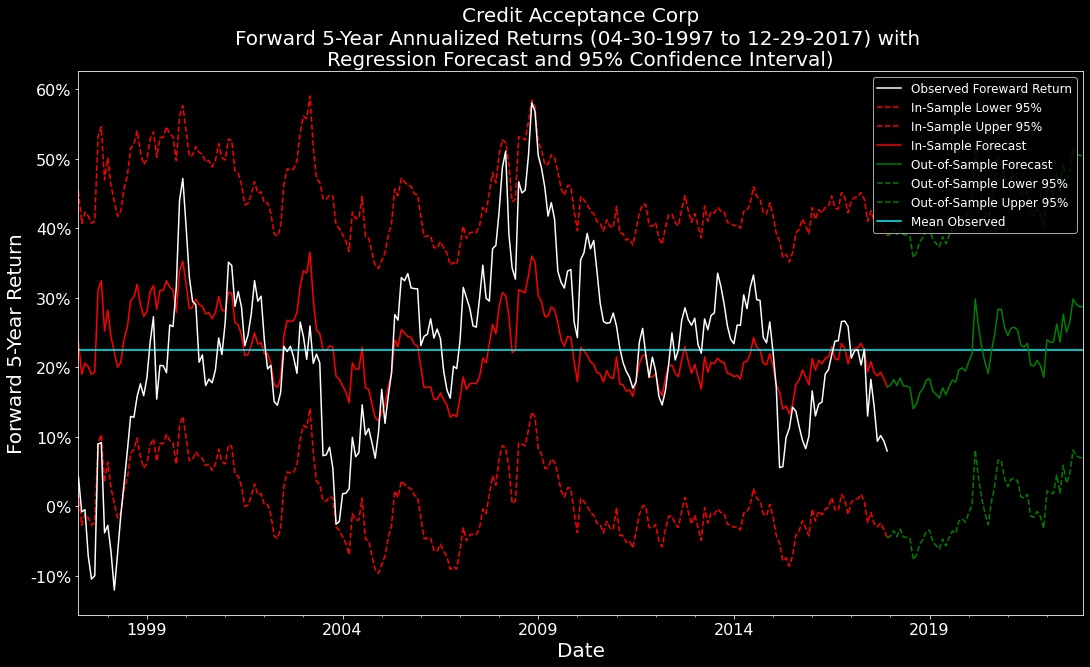 Credit Acceptance Corp
Forward 5-Year Annualized Returns (04-30-1997 to 12-29-2017) with
Regression Forecast and 95% Confidence Interval)
Forward 5-Year Return
60%
50%
40%
30%
20%
10%
0%
-10%
Observed Foreward Return
In-Sample Lower 95%
In-Sample Upper 95%
In-Sample Forecast
Out-of-Sample Forecast
Out-of-Sample Lower 95%
Out-of-Sample Upper 95%
Mean Observed
1999
2004
2009
2014
2019
Date